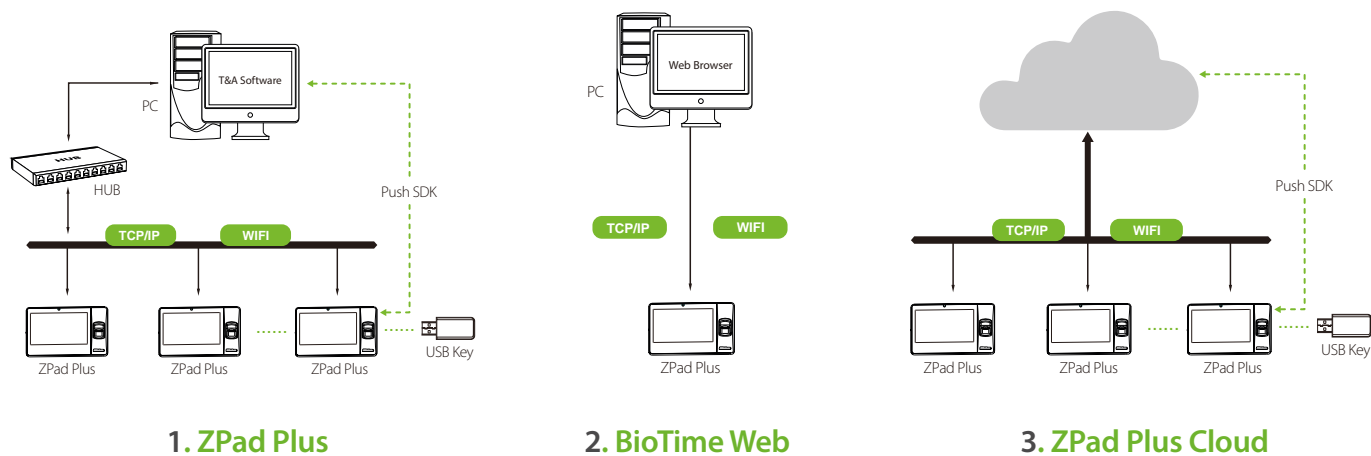 T&A Software
PC
HUB
HUB
Push SDK
TCP/IP
WIFI
ZPad Plus
ZPad Plus
ZPad Plus
USB Key
1. ZPad Plus
Web Browser
PC
TCP/IP
WIFI
ZPad Plus
2. BioTime Web
Push SDK
TCP/IP
WIFI
ZPad Plus
ZPad Plus
ZPad Plus
USB Key
3. ZPad Plus Cloud